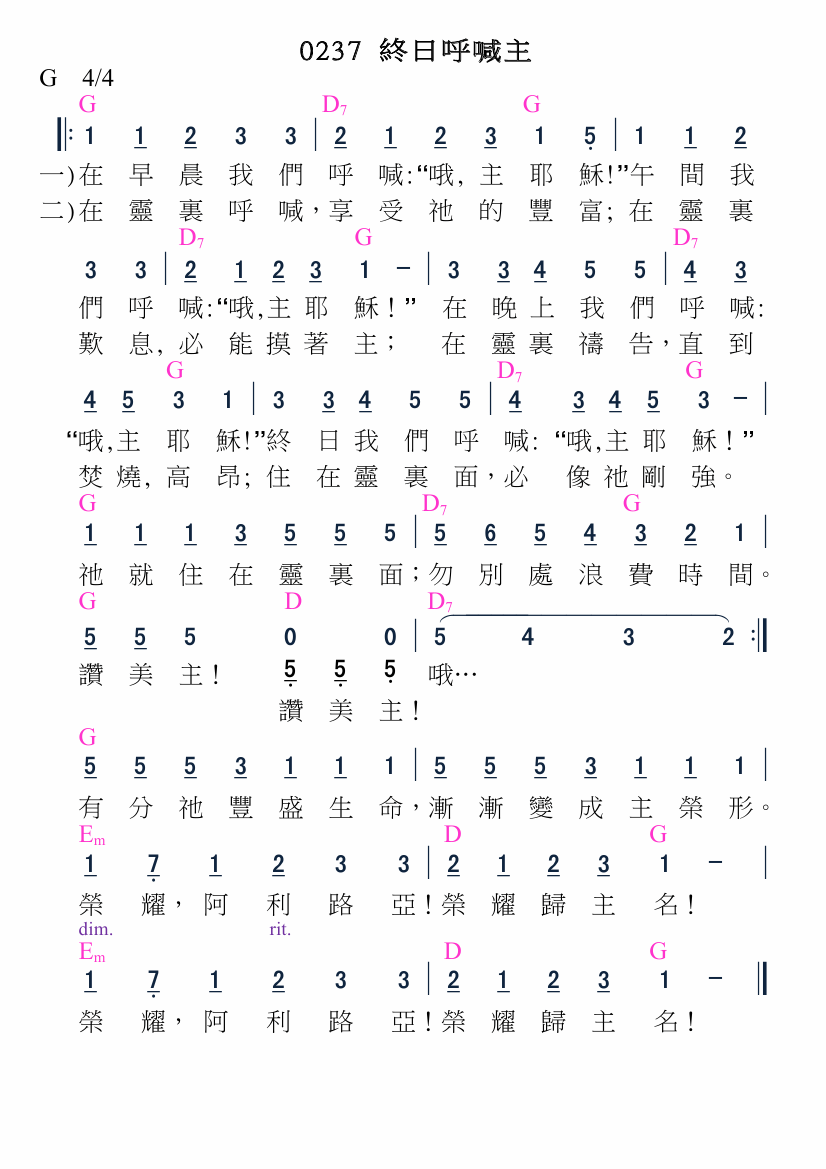 0237 終日呼喊主
G 4/4
G D7 G
1 1 2 3 3 | 2 1 2 3 1 5 | 1 1 2
一)在早晨我們呼喊:“哦,主耶穌!”午間我
二)在靈裏呼喊，享受祂的豐富;在靈裏
D7 G D7
3 3 | 2 1 2 3 1 – | 3 3 4 5 5 | 4 3
們呼喊:“哦,主耶穌!” 在晚上我們呼喊:
歎息,必能摸著主; 在靈裏禱告，直到
G D7 G
4 5 3 1 | 3 3 4 5 5 | 4 3 4 5 3 – |
“哦,主耶穌!”終日我們呼喊: “哦,主耶穌!”
焚燒,高昂;住在靈裏面，必像祂剛強。
G D7 G
1 1 1 3 5 5 5 | 5 6 5 4 3 2 1 |
祂就住在靈裏面;勿別處浪費時間。
G D D7
5 5 5 0 0 | 5 4 3 2 :|
讚美主! 5 5 5 哦…
讚美主!
G
5 5 5 3 1 1 1 | 5 5 5 3 1 1 1 |
有分祂豐盛生命，漸漸變成主榮形。
Em D G
1 7 1 2 3 3 | 2 1 2 3 1 – |
榮耀，阿利路亞!榮耀歸主名!
dim. rit.
Em D G
1 7 1 2 3 3 | 2 1 2 3 1 – ‖
榮耀，阿利路亞!榮耀歸主名!